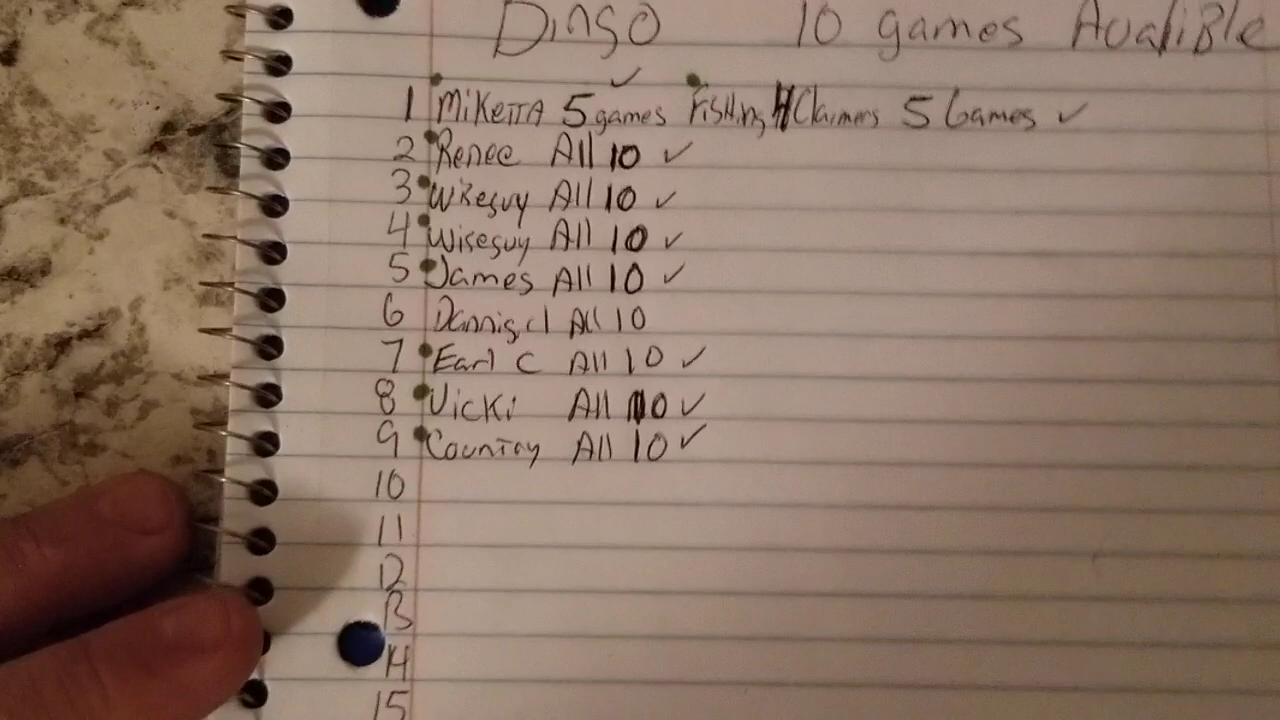 DingO 10 games Avalible
1 MiKeTTA 5 games Fishing 4 Claimers 5 Games ✓
2 Renee All 10 ✓
3 Wiseguy All 10 ✓
4 Wiseguy All 10 ✓
5 James All 10 ✓
6 All 10
7 Earl C All 10 ✓
8 Vicki All 10 ✓
9 Country All 10 ✓
10
11
12
13
14
15